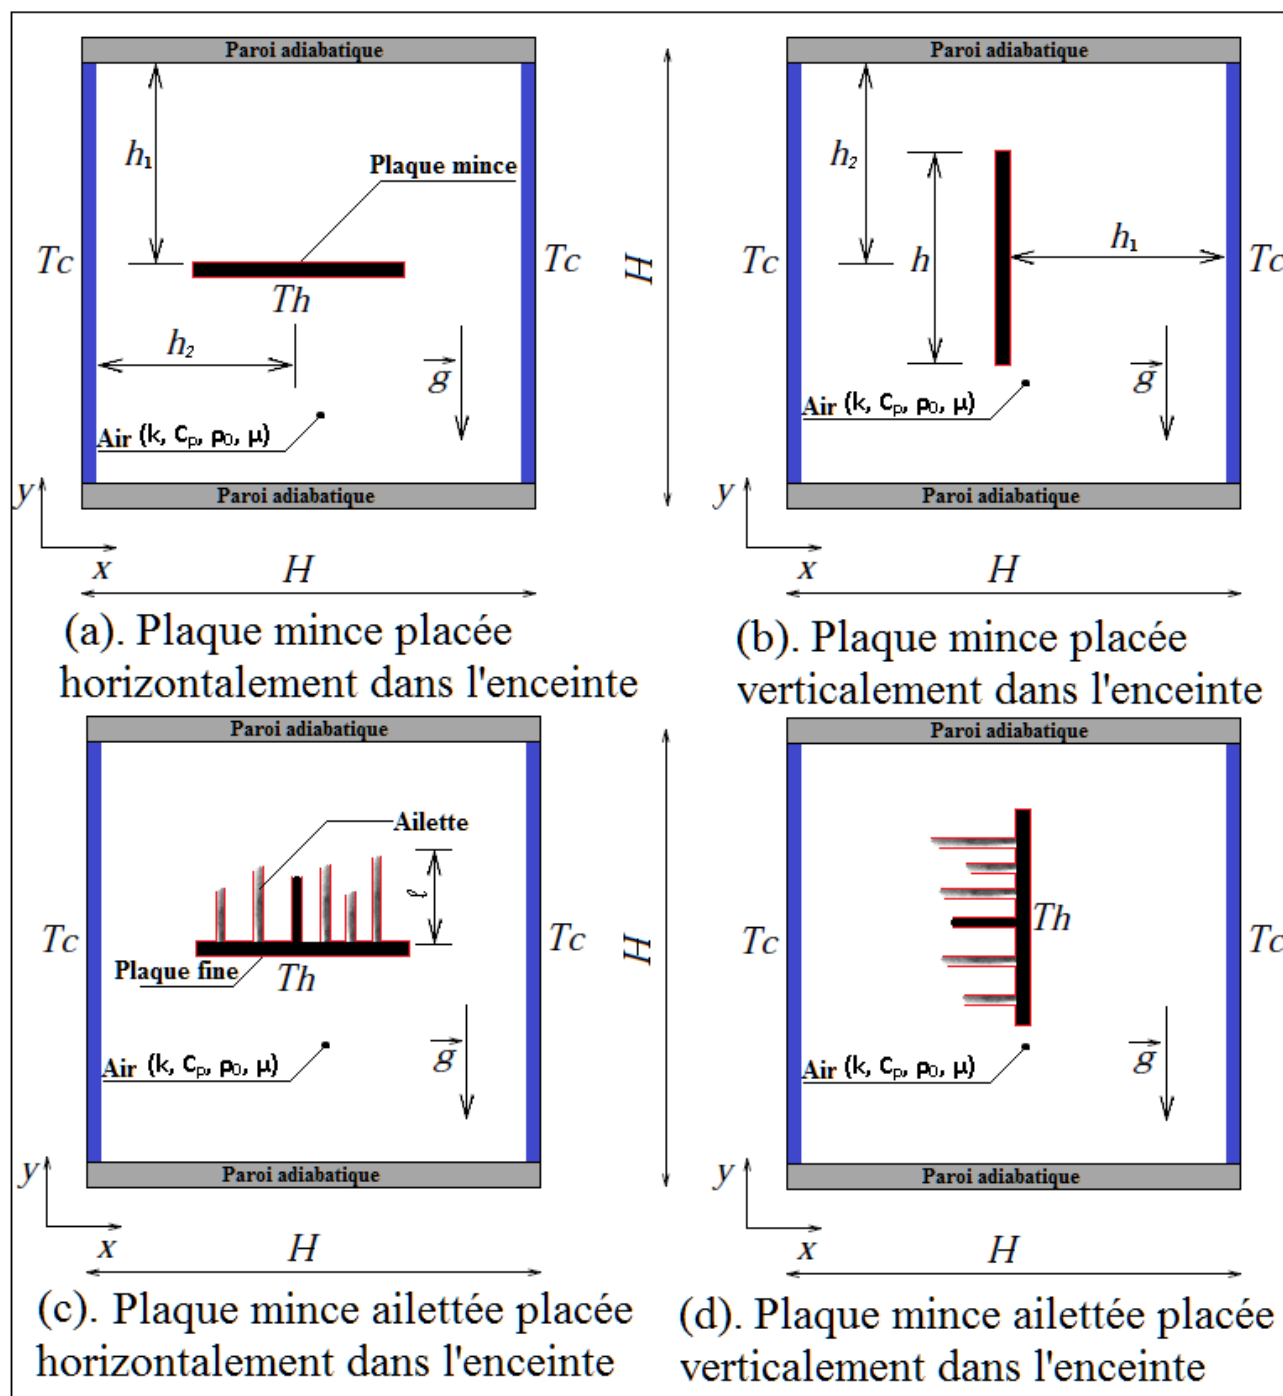 Paroi adiabatique
h₁
Plaque mince
Tc
Th
Tc
h₂
g
Air (k, Cₚ, ρ₀, μ)
y
Paroi adiabatique
x
H
(a). Plaque mince placée
horizontalement dans l'enceinte
H
Paroi adiabatique
h₂
h
h₁
Tc
g
Air (k, Cₚ, ρ₀, μ)
y
Paroi adiabatique
x
H
(b). Plaque mince placée
verticalement dans l'enceinte
Paroi adiabatique
Ailette
ℓ
Tc
Tc
Plaque fine
Th
Air (k, Cₚ, ρ₀, μ)
g
y
Paroi adiabatique
x
H
(c). Plaque mince ailettée placée
horizontalement dans l'enceinte
H
Paroi adiabatique
Th
Tc
Air (k, Cₚ, ρ₀, μ)
g
y
Paroi adiabatique
x
H
(d). Plaque mince ailettée placée
verticalement dans l'enceinte